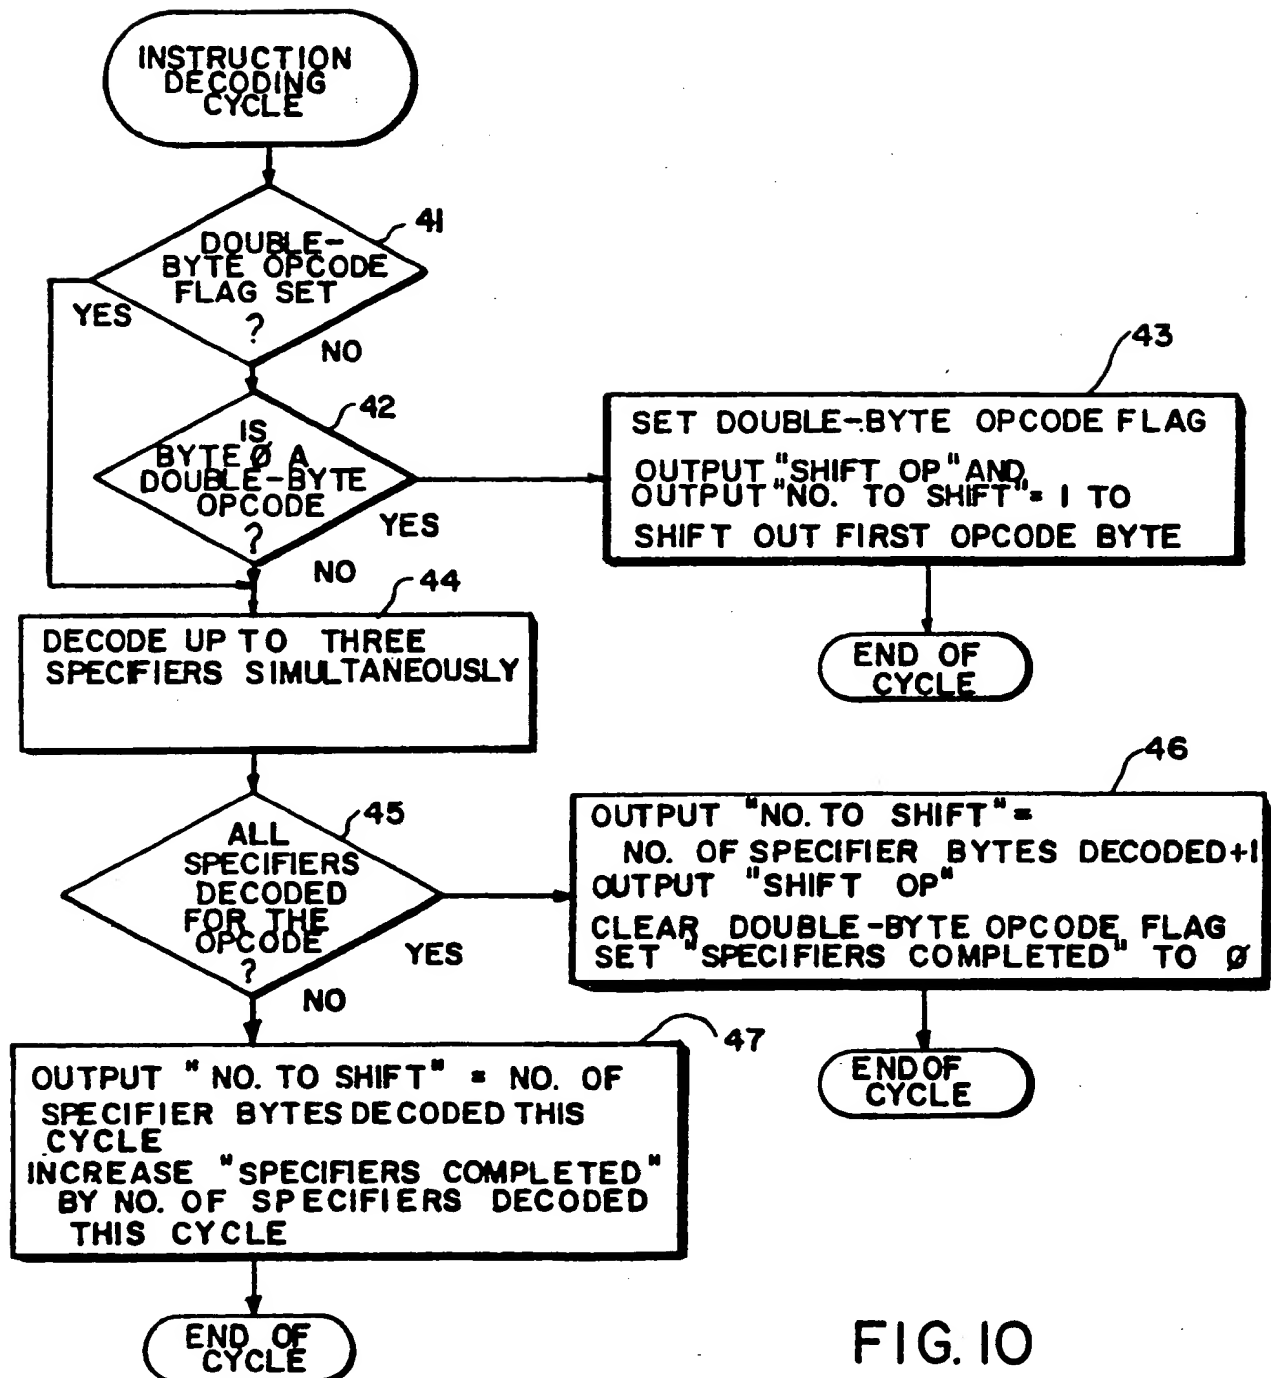 INSTRUCTION
DECODING
CYCLE
41
DOUBLE-
BYTE OPCODE
FLAG SET
?
YES
NO
42
IS
BYTE Ø A
DOUBLE-BYTE
OPCODE
?
YES
NO
43
SET DOUBLE-BYTE OPCODE FLAG
OUTPUT "SHIFT OP" AND
OUTPUT "NO. TO SHIFT" = 1 TO
SHIFT OUT FIRST OPCODE BYTE
END OF
CYCLE
44
DECODE UP TO THREE
SPECIFIERS SIMULTANEOUSLY
45
ALL
SPECIFIERS
DECODED
FOR THE
OPCODE
?
YES
NO
46
OUTPUT "NO. TO SHIFT" =
NO. OF SPECIFIER BYTES DECODED+1
OUTPUT "SHIFT OP"
CLEAR DOUBLE-BYTE OPCODE FLAG
SET "SPECIFIERS COMPLETED" TO Ø
END OF
CYCLE
47
OUTPUT "NO. TO SHIFT" = NO. OF
SPECIFIER BYTES DECODED THIS
CYCLE
INCREASE "SPECIFIERS COMPLETED"
BY NO. OF SPECIFIERS DECODED
THIS CYCLE
END OF
CYCLE
FIG. 10